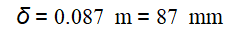 δ = 0.087 m = 87 mm